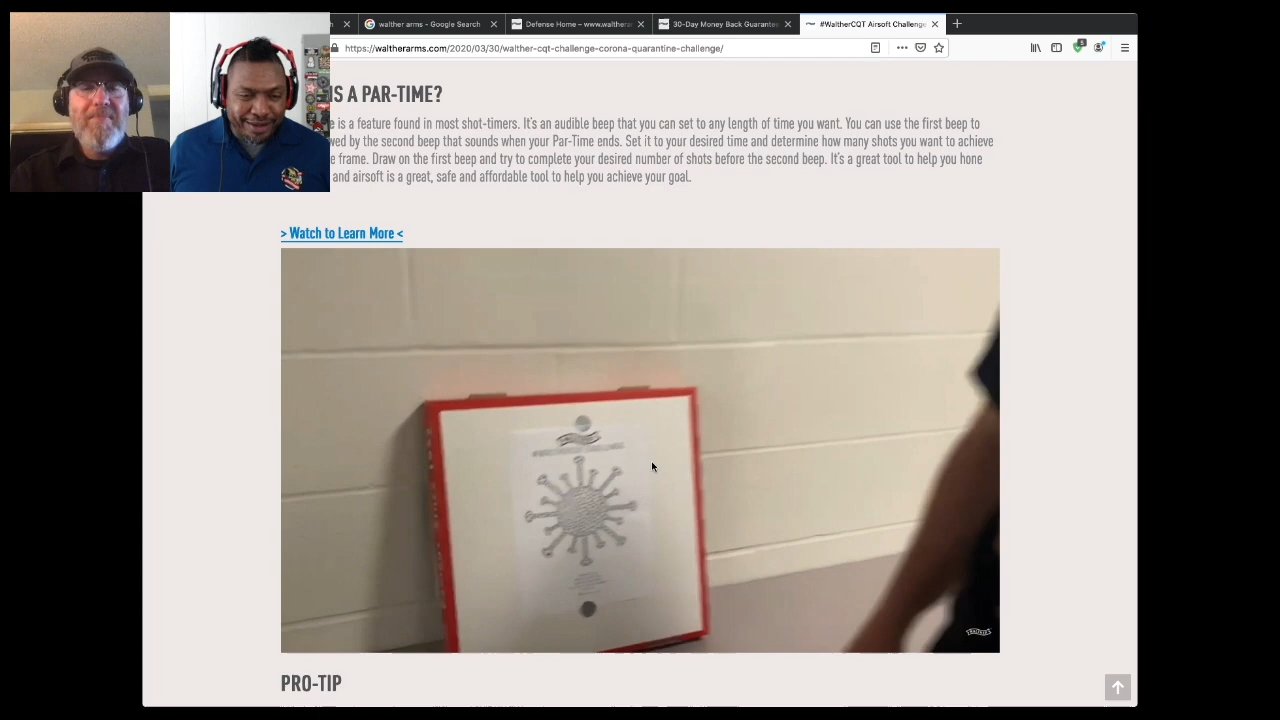 h
walther arms - Google Search
Defense Home – www.walthera
30-Day Money Back Guarante
#WaltherCQT Airsoft Challenge
https://waltherarms.com/2020/03/30/walther-cqt-challenge-corona-quarantine-challenge/
5
IS A PAR-TIME?
e is a feature found in most shot-timers. It's an audible beep that you can set to any length of time you want. You can use the first beep to
wed by the second beep that sounds when your Par-Time ends. Set it to your desired time and determine how many shots you want to achieve
e frame. Draw on the first beep and try to complete your desired number of shots before the second beep. It's a great tool to help you hone
and airsoft is a great, safe and affordable tool to help you achieve your goal.
> Watch to Learn More <
WALTHER
PRO-TIP